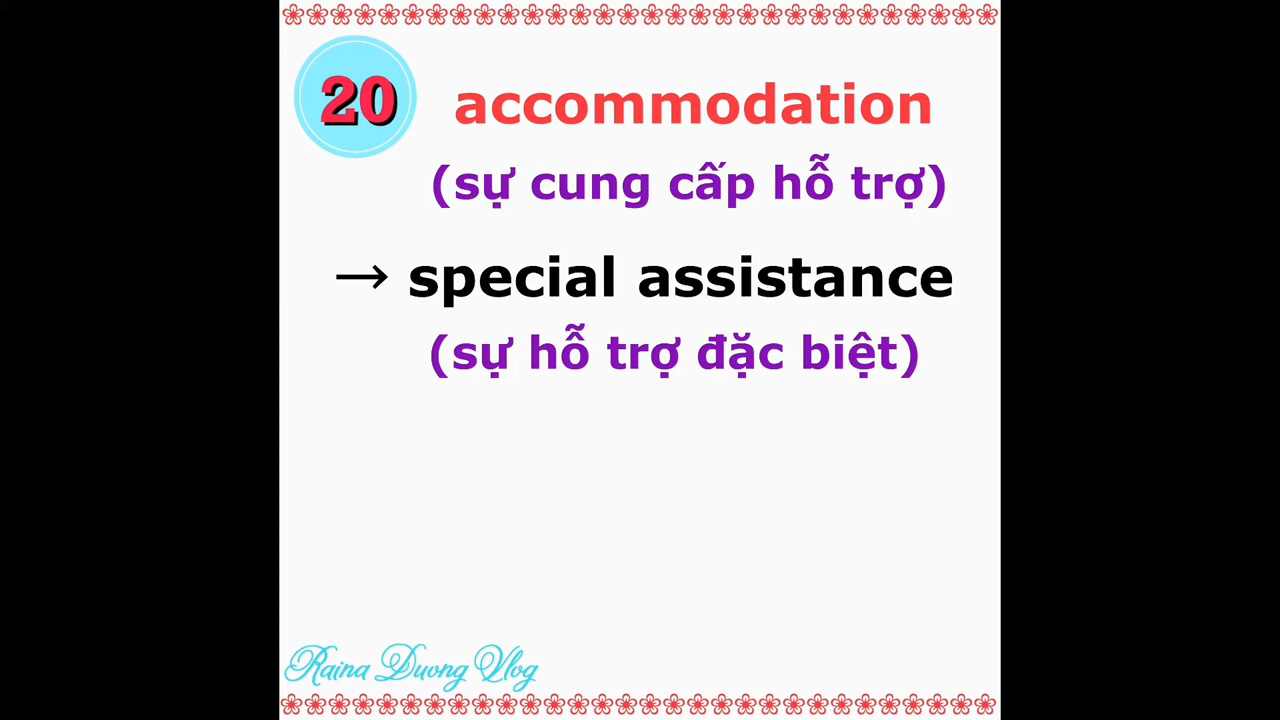 20
accommodation
(sự cung cấp hỗ trợ)
→ special assistance
(sự hỗ trợ đặc biệt)
Raina Duong Vlog